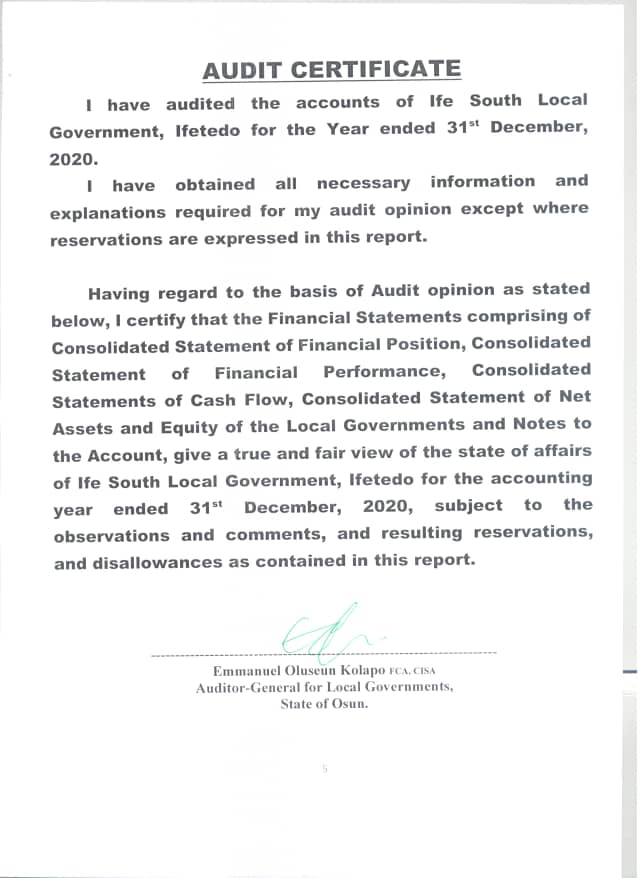 AUDIT CERTIFICATE
I have audited the accounts of Ife South Local
Government, Ifetedo for the Year ended 31st December,
2020.
I have obtained all necessary information and
explanations required for my audit opinion except where
reservations are expressed in this report.
Having regard to the basis of Audit opinion as stated
below, I certify that the Financial Statements comprising of
Consolidated Statement of Financial Position, Consolidated
Statement of Financial Performance, Consolidated
Statements of Cash Flow, Consolidated Statement of Net
Assets and Equity of the Local Governments and Notes to
the Account, give a true and fair view of the state of affairs
of Ife South Local Government, Ifetedo for the accounting
year ended 31st December, 2020, subject to the
observations and comments, and resulting reservations,
and disallowances as contained in this report.
Emmanuel Oluseun Kolapo FCA, CISA
Auditor-General for Local Governments,
State of Osun.
5